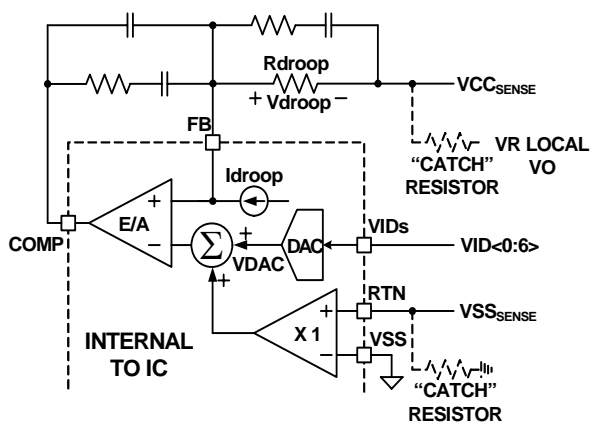 Rdroop
+ Vdroop −
VCCSENSE
FB
"CATCH"
RESISTOR
VR LOCAL
VO
Idroop
E/A
+
−
COMP
Σ
+
+
VDAC
DAC
VIDs
VID<0:6>
RTN
VSSSENSE
X 1
+
−
VSS
INTERNAL
TO IC
"CATCH"
RESISTOR